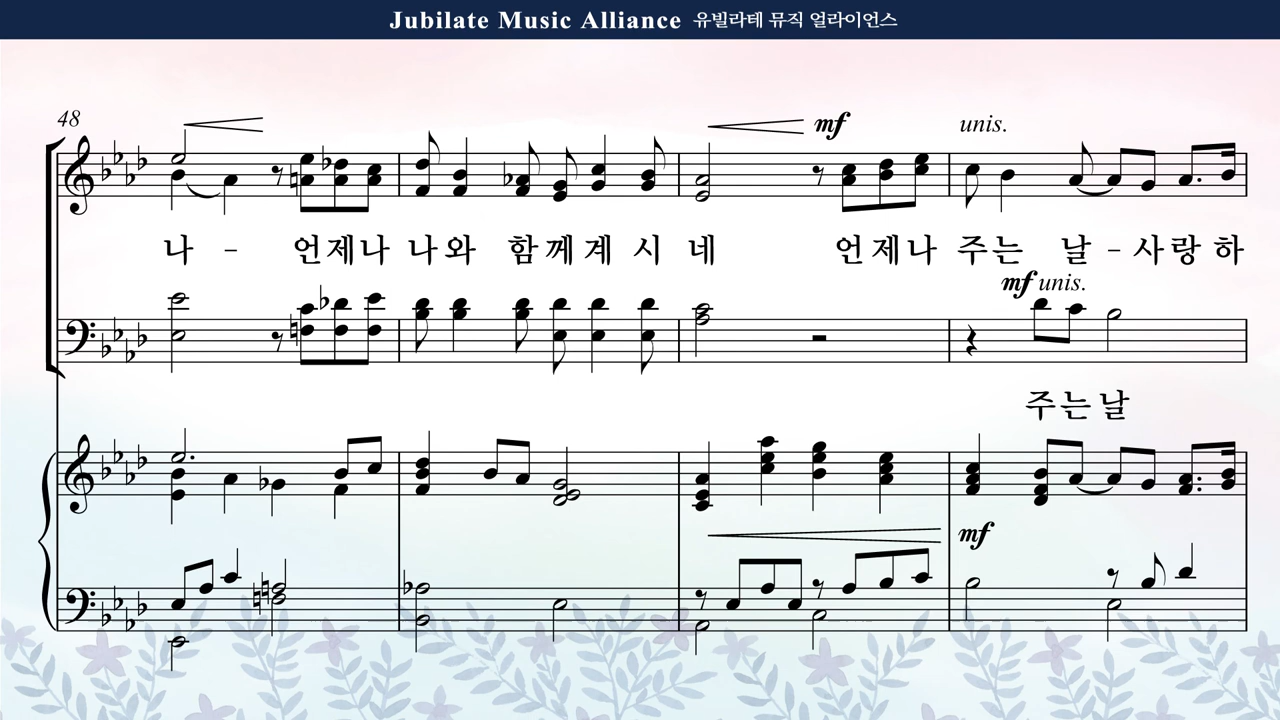 Jubilate Music Alliance 유빌라테 뮤직 얼라이언스
48
mf unis.
나 - 언제나 나와 함께 계 시 네 언제나 주는 날 - 사랑 하
mf unis.
주는 날
mf